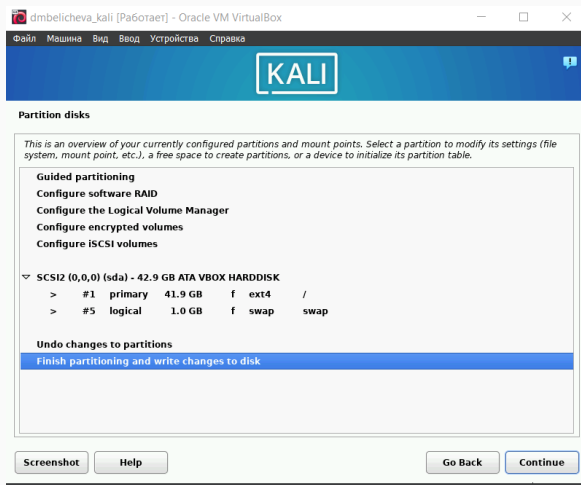 dmbelicheva_kali [Работает] - Oracle VM VirtualBox
Файл Машина Вид Ввод Устройства Справка
KALI
Partition disks
This is an overview of your currently configured partitions and mount points. Select a partition to modify its settings (file
system, mount point, etc.), a free space to create partitions, or a device to initialize its partition table.
Guided partitioning
Configure software RAID
Configure the Logical Volume Manager
Configure encrypted volumes
Configure iSCSI volumes
SCSI2 (0,0,0) (sda) - 42.9 GB ATA VBOX HARDDISK
> #1 primary 41.9 GB f ext4 /
> #5 logical 1.0 GB f swap swap
Undo changes to partitions
Finish partitioning and write changes to disk
Screenshot Help Go Back Continue